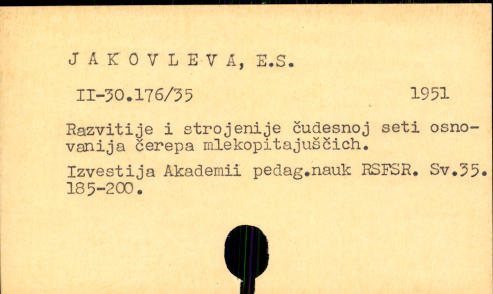 JAKOVLEVA, E.S.
II-30.176/35 1951
Razvitije i strojenije čudesnoj seti osno-
vanija čerepa mlekopitajuščich.
Izvestija Akademii pedag.nauk RSFSR. Sv.35.
185-200.